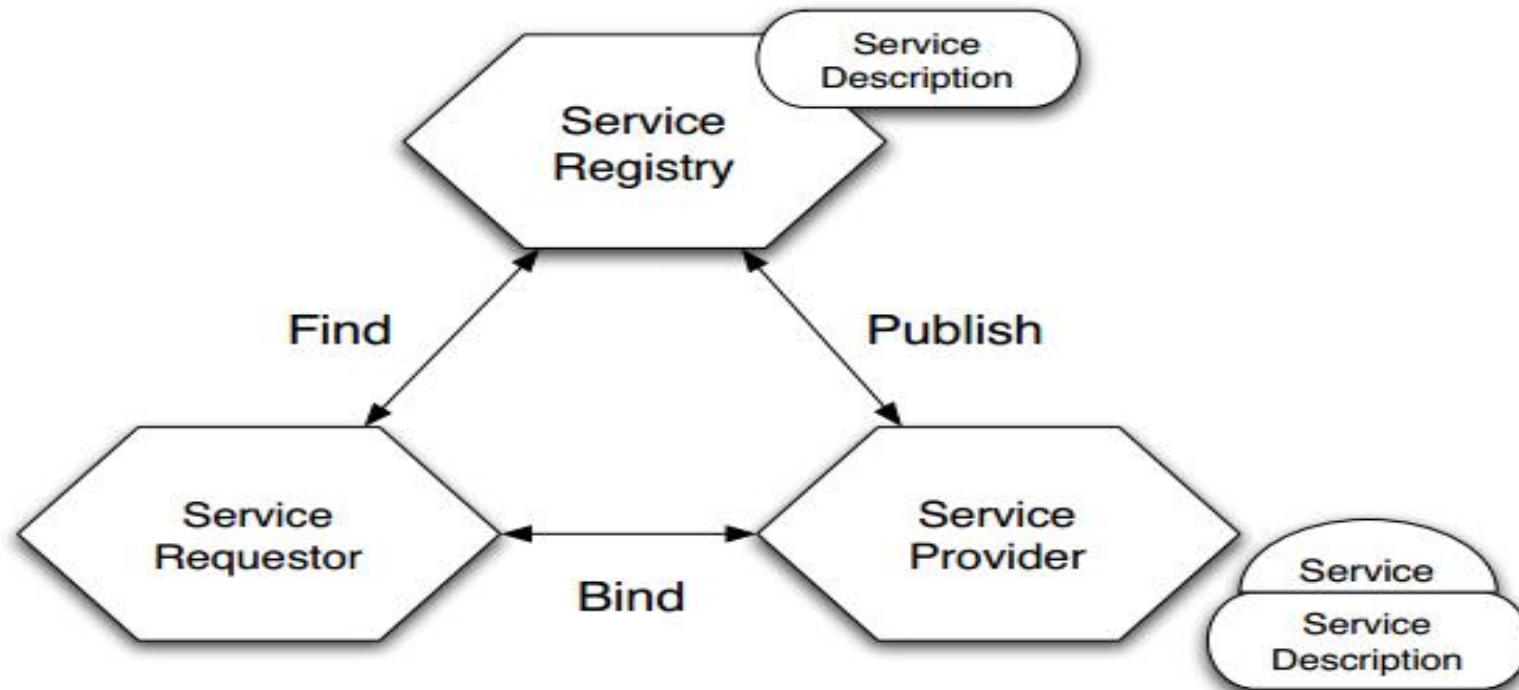 Service
Description
Service
Registry
Find
Publish
Service
Requestor
Service
Provider
Bind
Service
Service
Description